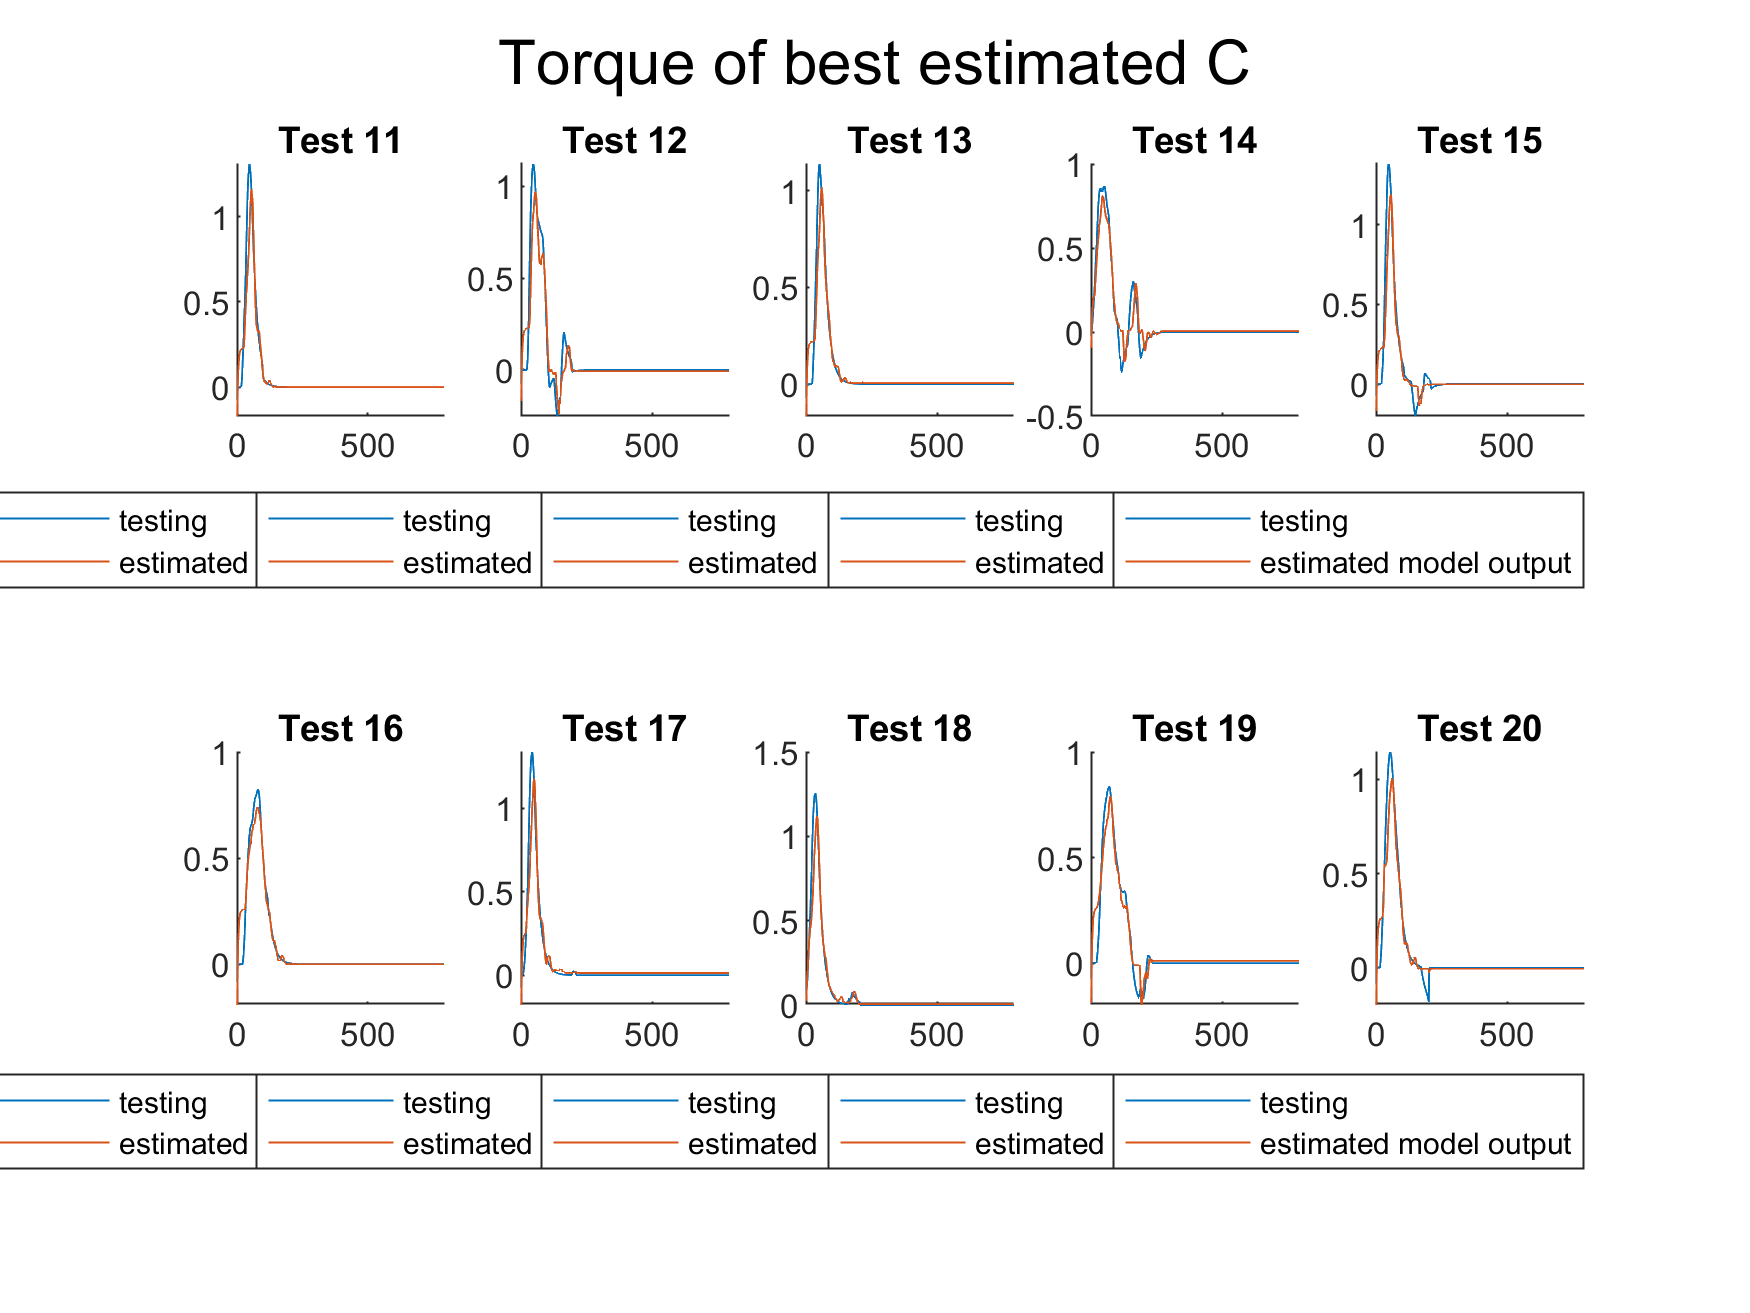 Torque of best estimated C
Test 11 Test 12 Test 13 Test 14 Test 15
1 0.5 0 0 500
1 0.5 0 0 500
1 0.5 0 0 500
1 0.5 0 -0.5 0 500
1 0.5 0 0 500
testing testing testing testing testing
estimated estimated estimated estimated estimated model output
Test 16 Test 17 Test 18 Test 19 Test 20
1 0.5 0 0 500
1 0.5 0 0 500
1.5 1 0.5 0 0 500
1 0.5 0 0 500
1 0.5 0 0 500
testing testing testing testing testing
estimated estimated estimated estimated estimated model output